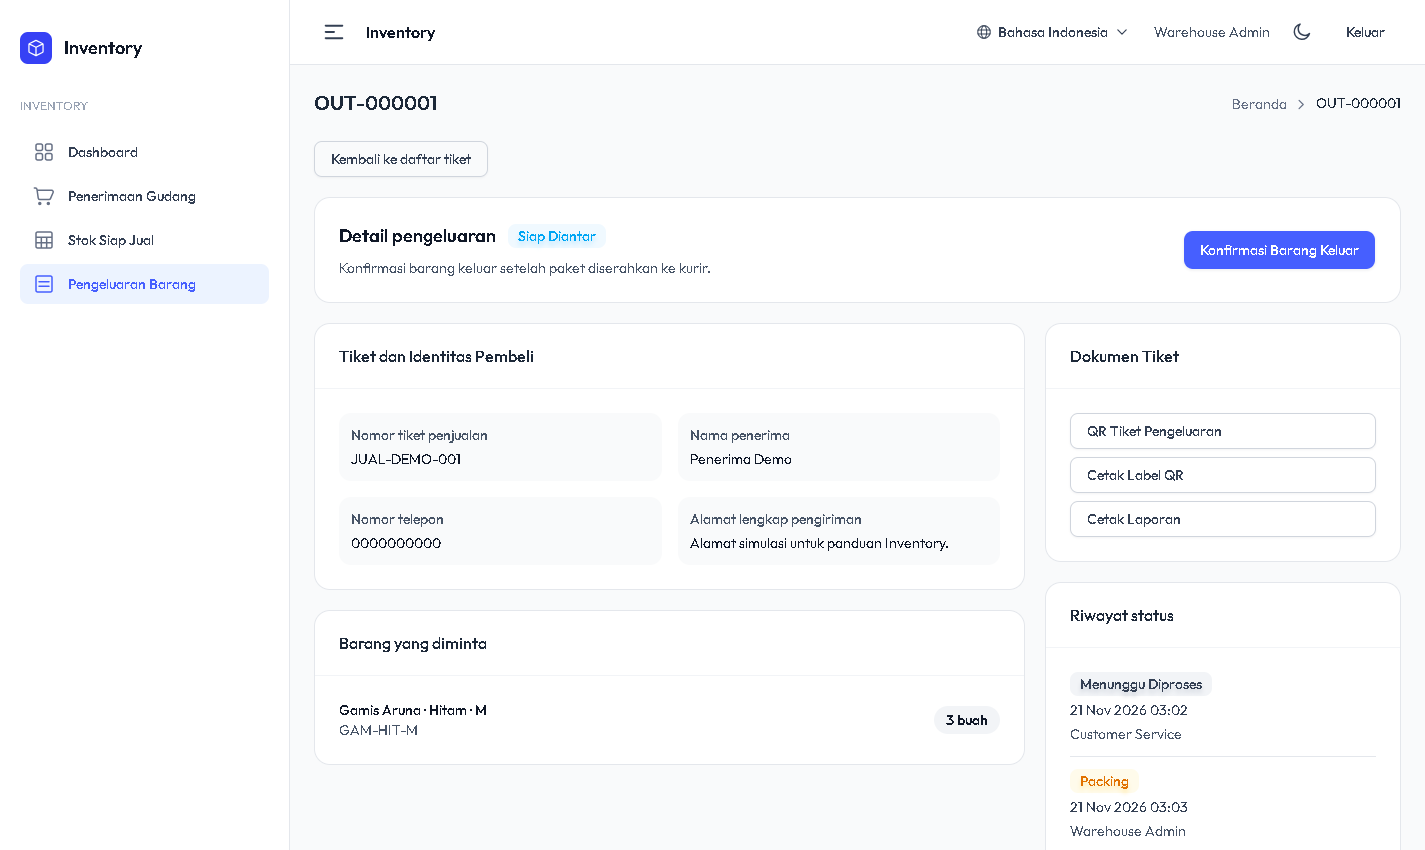 Inventory
INVENTORY
Dashboard
Penerimaan Gudang
Stok Siap Jual
Pengeluaran Barang
Inventory
Bahasa Indonesia
Warehouse Admin
Keluar
OUT-000001
Beranda
OUT-000001
Kembali ke daftar tiket
Detail pengeluaran
Siap Diantar
Konfirmasi barang keluar setelah paket diserahkan ke kurir.
Konfirmasi Barang Keluar
Tiket dan Identitas Pembeli
Nomor tiket penjualan
JUAL-DEMO-001
Nama penerima
Penerima Demo
Nomor telepon
0000000000
Alamat lengkap pengiriman
Alamat simulasi untuk panduan Inventory.
Barang yang diminta
Gamis Aruna · Hitam · M
GAM-HIT-M
3 buah
Dokumen Tiket
QR Tiket Pengeluaran
Cetak Label QR
Cetak Laporan
Riwayat status
Menunggu Diproses
21 Nov 2026 03:02
Customer Service
Packing
21 Nov 2026 03:03
Warehouse Admin